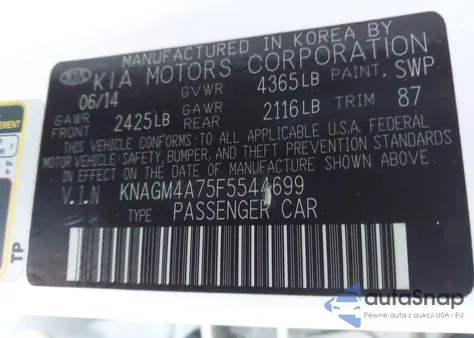 MANUFACTURED IN KOREA BY
KIA KIA MOTORS CORPORATION
06/14 GVWR 4365LB PAINT. SWP
GAWR FRONT 2425LB GAWR REAR 2116LB TRIM 87
THIS VEHICLE CONFORMS TO ALL APPLICABLE U.S.A. FEDERAL
MOTOR VEHICLE SAFETY, BUMPER, AND THEFT PREVENTION STANDARDS
IN EFFECT ON THE DATE OF MANUFACTURE SHOWN ABOVE.
V.I.N KNAGM4A75F5544699
TYPE PASSENGER CAR
TP
autoSnap
Pewne auta z aukcji USA i EU